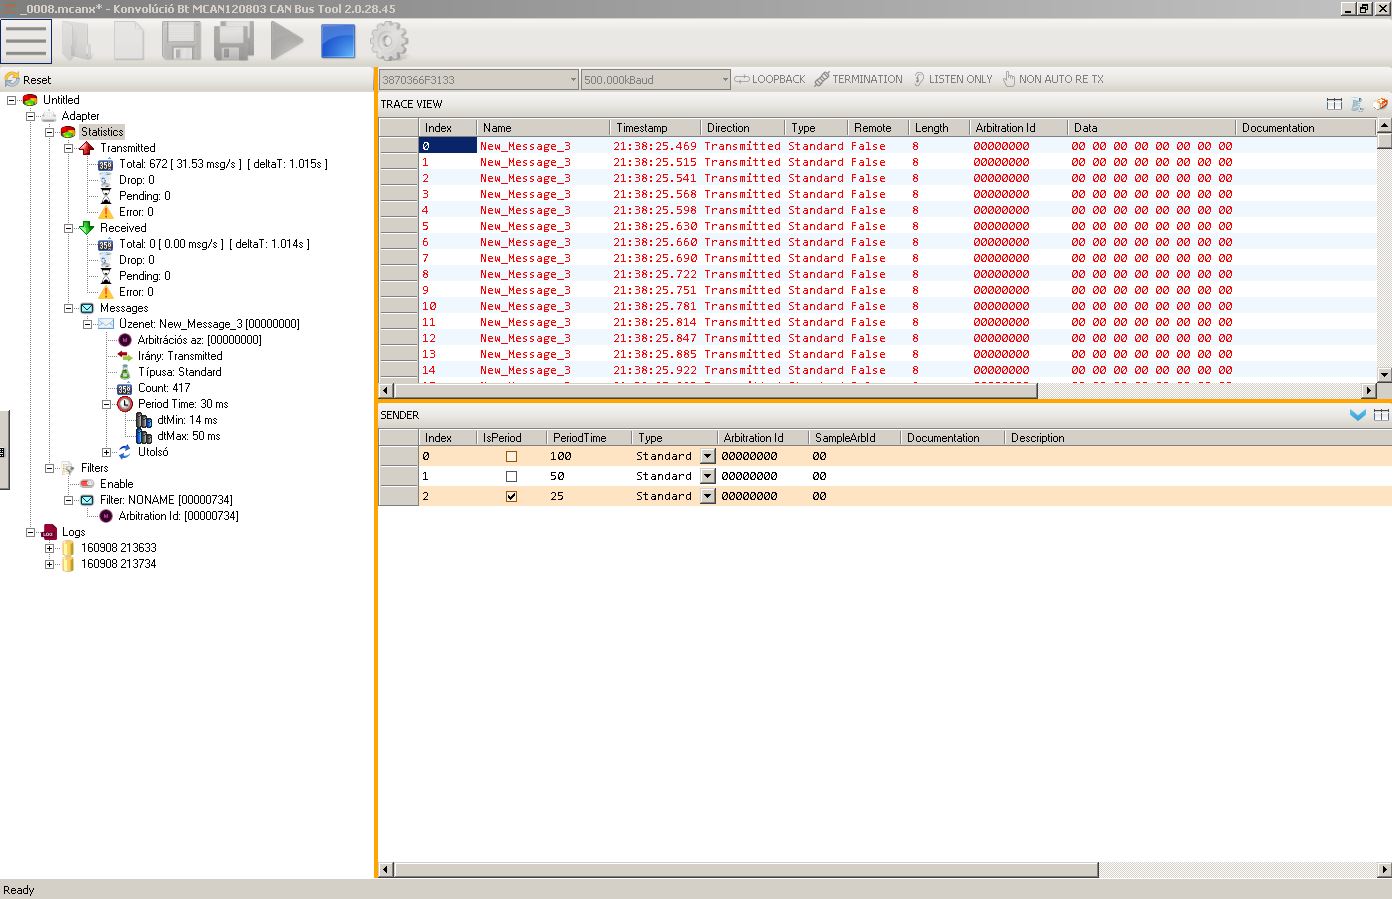 _0008.mcanx* - Konvolúció Bt MCAN120803 CAN Bus Tool 2.0.28.45
Reset
Untitled
Adapter
Statistics
Transmitted
Total: 672 [ 31.53 msg/s ] [ deltaT: 1.015s ]
Drop: 0
Pending: 0
Error: 0
Received
Total: 0 [ 0.00 msg/s ] [ deltaT: 1.014s ]
Drop: 0
Pending: 0
Error: 0
Messages
Üzenet: New_Message_3 [00000000]
Arbitrációs az: [00000000]
Irány: Transmitted
Típusa: Standard
Count: 417
Period Time: 30 ms
dtMin: 14 ms
dtMax: 50 ms
Utolsó
Filters
Enable
Filter: NONAME [00000734]
Arbitration Id: [00000734]
Logs
160908 213633
160908 213734
3870366F3133 500.000kBaud LOOPBACK TERMINATION LISTEN ONLY NON AUTO RE TX
TRACE VIEW
Index Name Timestamp Direction Type Remote Length Arbitration Id Data Documentation
0 New_Message_3 21:38:25.469 Transmitted Standard False 8 00000000 00 00 00 00 00 00 00 00
1 New_Message_3 21:38:25.515 Transmitted Standard False 8 00000000 00 00 00 00 00 00 00 00
2 New_Message_3 21:38:25.541 Transmitted Standard False 8 00000000 00 00 00 00 00 00 00 00
3 New_Message_3 21:38:25.568 Transmitted Standard False 8 00000000 00 00 00 00 00 00 00 00
4 New_Message_3 21:38:25.598 Transmitted Standard False 8 00000000 00 00 00 00 00 00 00 00
5 New_Message_3 21:38:25.630 Transmitted Standard False 8 00000000 00 00 00 00 00 00 00 00
6 New_Message_3 21:38:25.660 Transmitted Standard False 8 00000000 00 00 00 00 00 00 00 00
7 New_Message_3 21:38:25.690 Transmitted Standard False 8 00000000 00 00 00 00 00 00 00 00
8 New_Message_3 21:38:25.722 Transmitted Standard False 8 00000000 00 00 00 00 00 00 00 00
9 New_Message_3 21:38:25.751 Transmitted Standard False 8 00000000 00 00 00 00 00 00 00 00
10 New_Message_3 21:38:25.781 Transmitted Standard False 8 00000000 00 00 00 00 00 00 00 00
11 New_Message_3 21:38:25.814 Transmitted Standard False 8 00000000 00 00 00 00 00 00 00 00
12 New_Message_3 21:38:25.847 Transmitted Standard False 8 00000000 00 00 00 00 00 00 00 00
13 New_Message_3 21:38:25.885 Transmitted Standard False 8 00000000 00 00 00 00 00 00 00 00
14 New_Message_3 21:38:25.922 Transmitted Standard False 8 00000000 00 00 00 00 00 00 00 00
SENDER
Index IsPeriod PeriodTime Type Arbitration Id SampleArbId Documentation Description
0 100 Standard 00000000 00
1 50 Standard 00000000 00
2 25 Standard 00000000 00
Ready